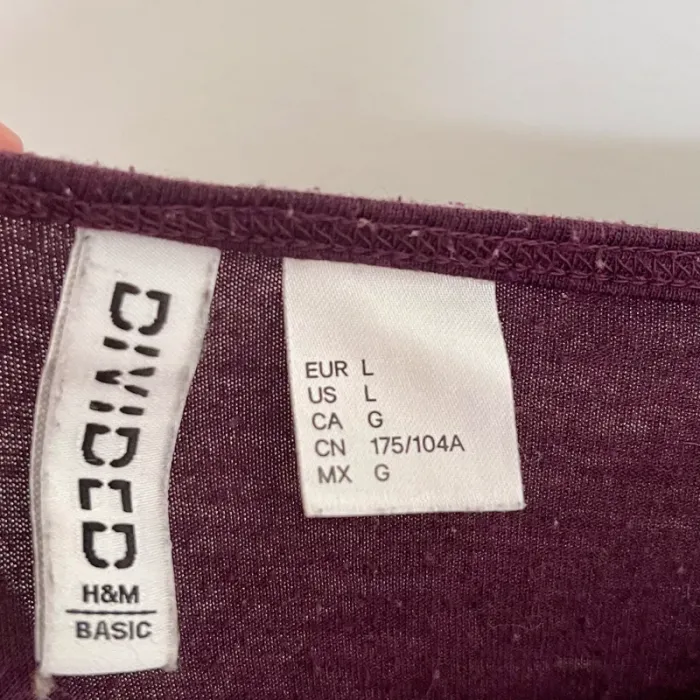 DIVIDED
H&M
BASIC
EUR L
US L
CA G
CN 175/104A
MX G